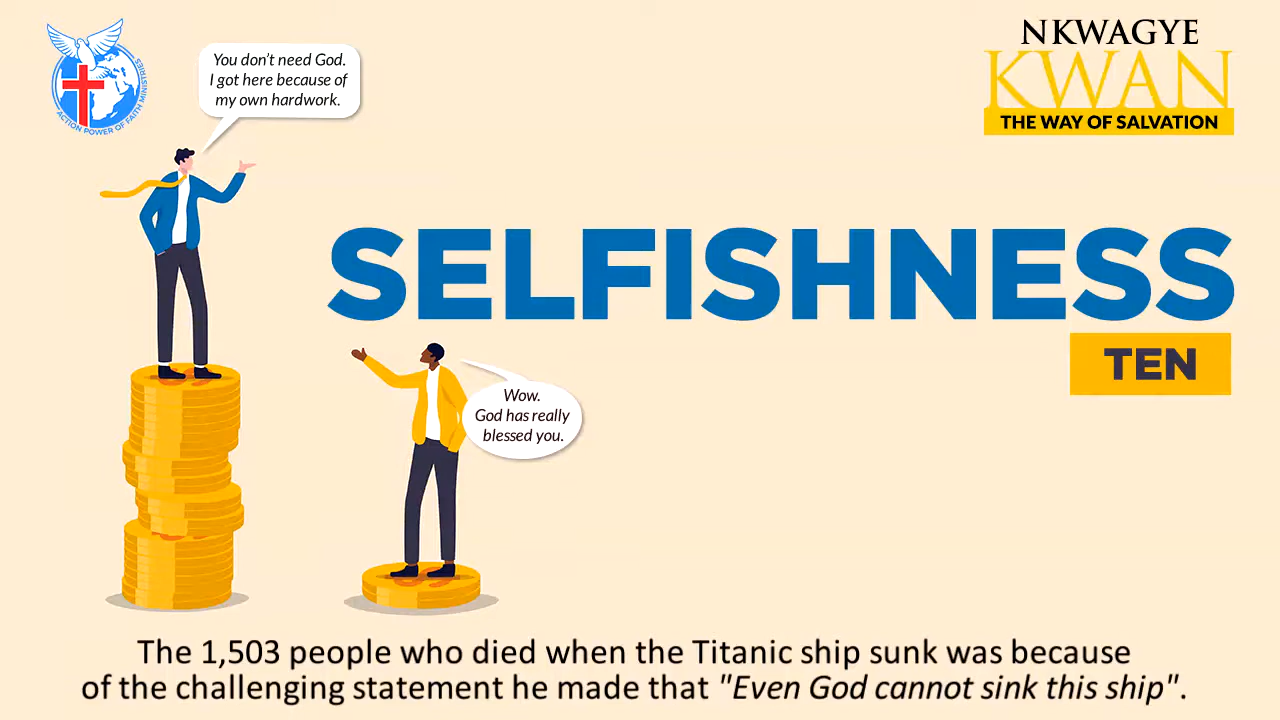 ACTION POWER OF FAITH MINISTRIES
You don't need God.
I got here because of
my own hardwork.
NKWAGYE
KWAN
THE WAY OF SALVATION
SELFISHNESS
TEN
Wow.
God has really
blessed you.
The 1,503 people who died when the Titanic ship sunk was because
of the challenging statement he made that "Even God cannot sink this ship".